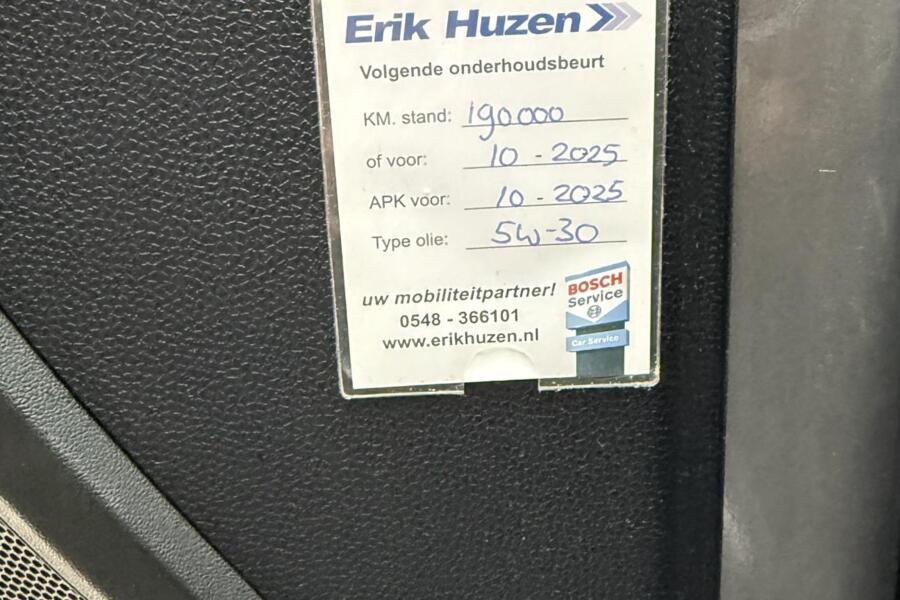 Erik Huzen
Volgende onderhoudsbeurt
KM. stand: 190000
of voor: 10 - 2025
APK voor: 10 - 2025
Type olie: 5W-30
uw mobiliteitpartner!
0548 - 366101
www.erikhuzen.nl
BOSCH
Service
Car Service